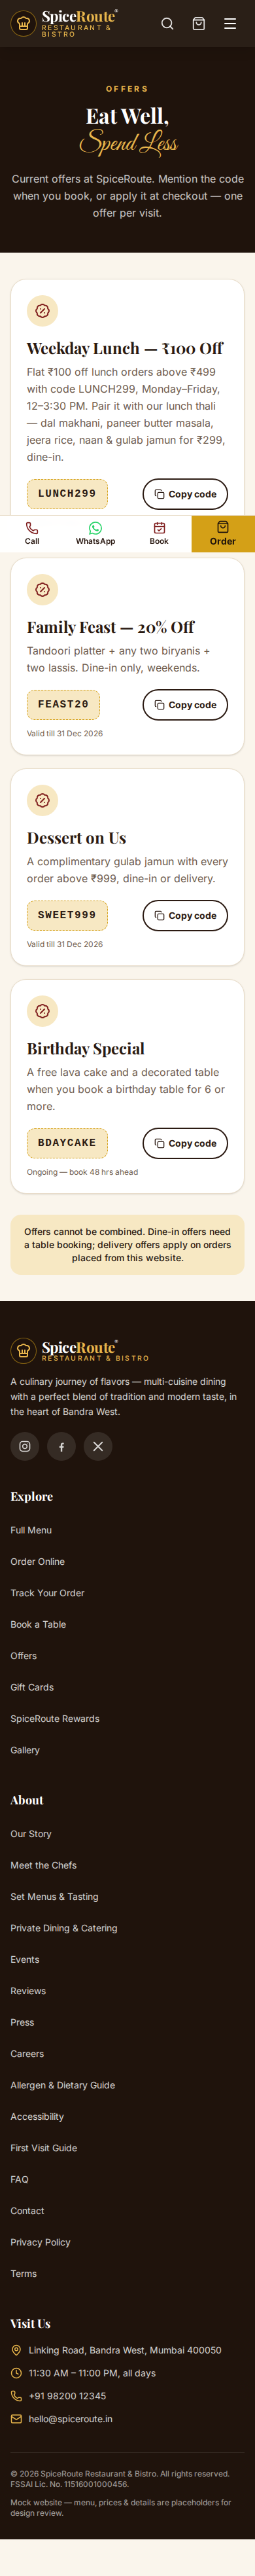 SpiceRoute®
RESTAURANT &
BISTRO
OFFERS
Eat Well,
Spend Less
Current offers at SpiceRoute. Mention the code
when you book, or apply it at checkout — one
offer per visit.
Weekday Lunch — ₹100 Off
Flat ₹100 off lunch orders above ₹499
with code LUNCH299, Monday–Friday,
12–3:30 PM. Pair it with our lunch thali
— dal makhani, paneer butter masala,
jeera rice, naan & gulab jamun for ₹299,
dine-in.
LUNCH299 Copy code
Call WhatsApp Book Order
Family Feast — 20% Off
Tandoori platter + any two biryanis +
two lassis. Dine-in only, weekends.
FEAST20 Copy code
Valid till 31 Dec 2026
Dessert on Us
A complimentary gulab jamun with every
order above ₹999, dine-in or delivery.
SWEET999 Copy code
Valid till 31 Dec 2026
Birthday Special
A free lava cake and a decorated table
when you book a birthday table for 6 or
more.
BDAYCAKE Copy code
Ongoing — book 48 hrs ahead
Offers cannot be combined. Dine-in offers need
a table booking; delivery offers apply on orders
placed from this website.
SpiceRoute®
RESTAURANT & BISTRO
A culinary journey of flavors — multi-cuisine dining
with a perfect blend of tradition and modern taste, in
the heart of Bandra West.
Explore
Full Menu
Order Online
Track Your Order
Book a Table
Offers
Gift Cards
SpiceRoute Rewards
Gallery
About
Our Story
Meet the Chefs
Set Menus & Tasting
Private Dining & Catering
Events
Reviews
Press
Careers
Allergen & Dietary Guide
Accessibility
First Visit Guide
FAQ
Contact
Privacy Policy
Terms
Visit Us
Linking Road, Bandra West, Mumbai 400050
11:30 AM – 11:00 PM, all days
+91 98200 12345
hello@spiceroute.in
© 2026 SpiceRoute Restaurant & Bistro. All rights reserved.
FSSAI Lic. No. 11516001000456.
Mock website — menu, prices & details are placeholders for
design review.